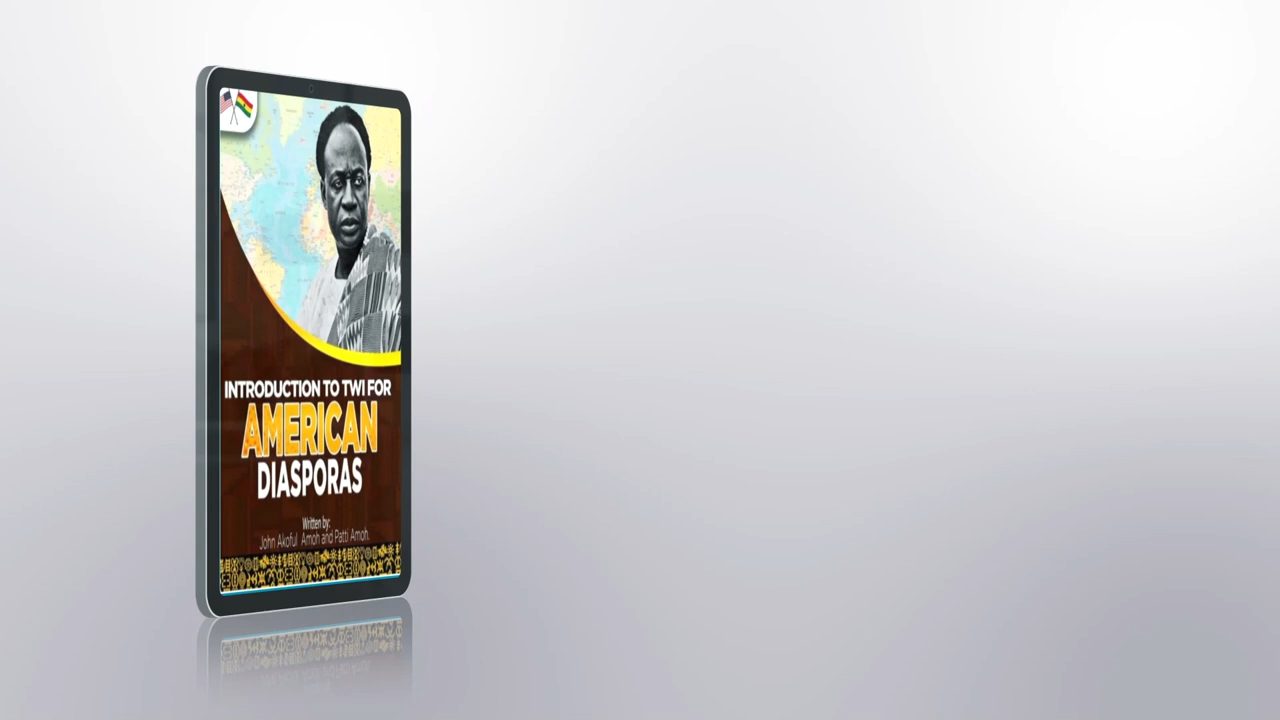 INTRODUCTION TO TWI FOR
AMERICAN
DIASPORAS
Written by:
John Akoful Amoh and Patti Amoh.